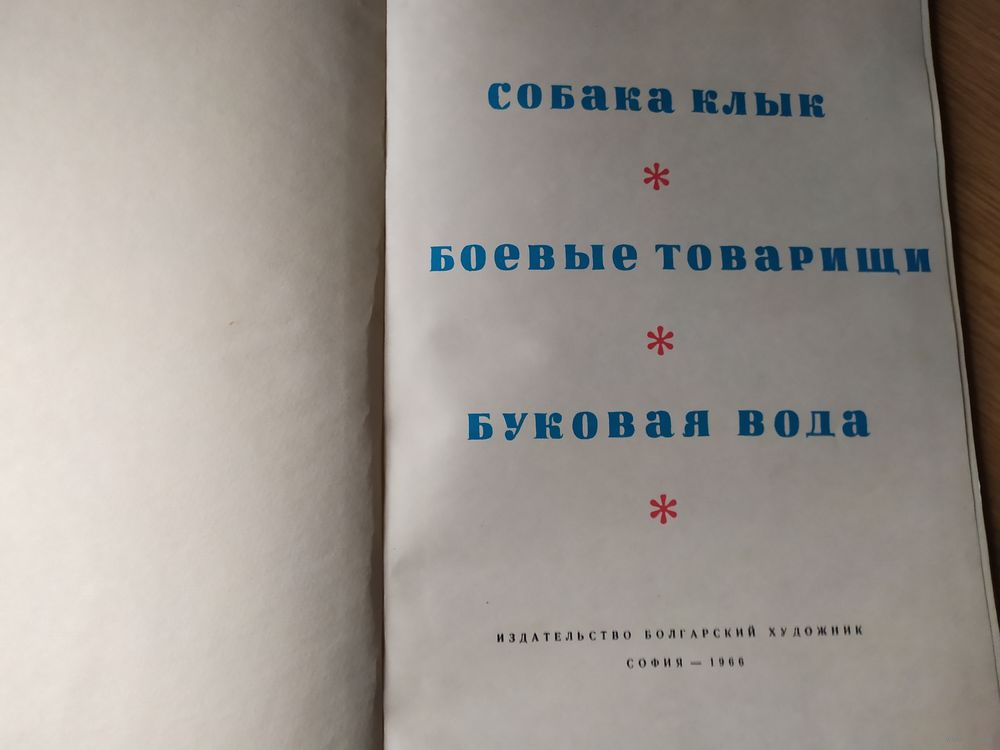 СОБАКА КЛЫК
*
БОЕВЫЕ ТОВАРИЩИ
*
БУКОВАЯ ВОДА
*
ИЗДАТЕЛЬСТВО БОЛГАРСКИЙ ХУДОЖНИК
СОФИЯ — 1966